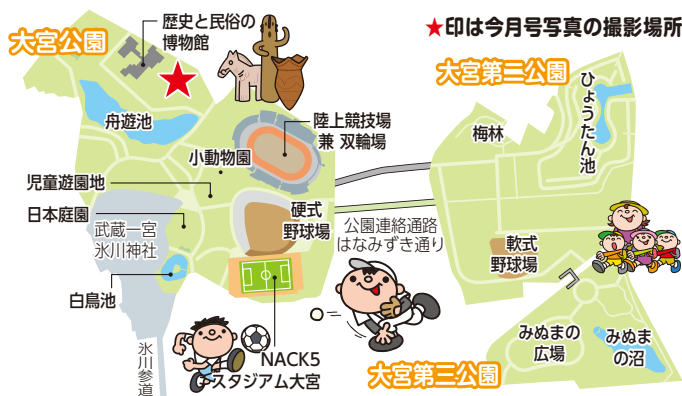 ★印は今月号写真の撮影場所
大宮公園
歴史と民俗の
博物館
舟遊池
陸上競技場
兼 双輪場
小動物園
児童遊園地
日本庭園
武蔵一宮
氷川神社
硬式
野球場
白鳥池
氷川参道
NACK5
スタジアム大宮
公園連絡通路
はなみずき通り
大宮第二公園
ひょうたん池
梅林
軟式
野球場
大宮第三公園
みぬまの
広場
みぬま
の沼